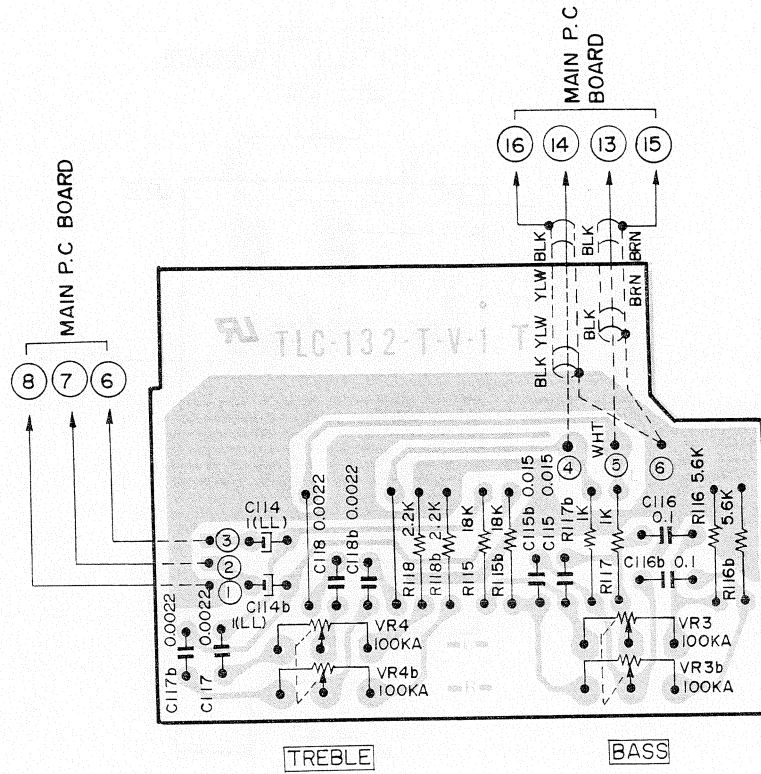 MAIN P.C BOARD
8 7 6
MAIN P.C
BOARD
16 14 13 15
BLK
YLW
BLK
YLW
BLK
BRN
BLK
BRN
TLC-132-T-V-1 T
WHT
4 5 6
3
2
1
C114
1(LL)
C114b
1(LL)
C117b 0.0022
C117 0.0022
C118 0.0022
C118b 0.0022
R118 2.2K
R118b 2.2K
R115 18K
R115b 18K
C115b 0.015
C115 0.015
R117b 1K
R117 1K
C116
0.1
C116b 0.1
R116 5.6K
R116b 5.6K
VR4
100KA
VR4b
100KA
VR3
100KA
VR3b
100KA
-L-
-R-
TREBLE
BASS